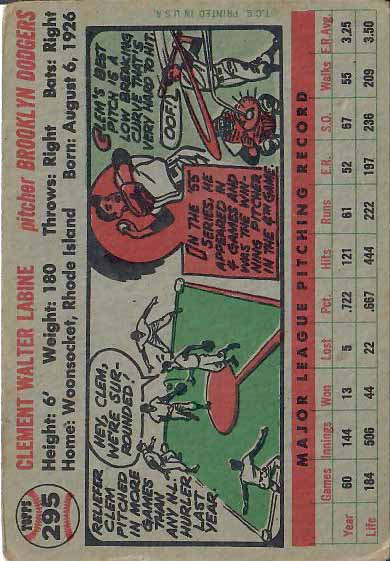 TOPPS
295
CLEMENT WALTER LABINE pitcher BROOKLYN DODGERS
Height: 6' Weight: 180 Throws: Right Bats: Right
Home: Woonsocket, Rhode Island Born: August 6, 1926
RELIEFER
CLEM
PITCHED
IN MORE
GAMES
THAN
ANY N.L.
HURLER
LAST
YEAR.
HEY, CLEM,
WE'RE SUR-
ROUNDED!
IN THE '55
SERIES, HE
APPEARED IN
4 GAMES AND
WAS THE WIN-
NING PITCHER
IN THE 4TH GAME.
CLEM'S BEST
PITCH IS A
LOW BREAKING
CURVE THAT'S
VERY HARD TO HIT.
OOF!
MAJOR LEAGUE PITCHING RECORD
Games Innings Won Lost Pct. Hits Runs E.R. S.O. Walks E.R.Avg.
Year 60 144 13 5 .722 121 61 52 67 55 3.25
Life 184 506 44 22 .667 444 222 197 236 209 3.50
T.C.G. PRINTED IN U.S.A.